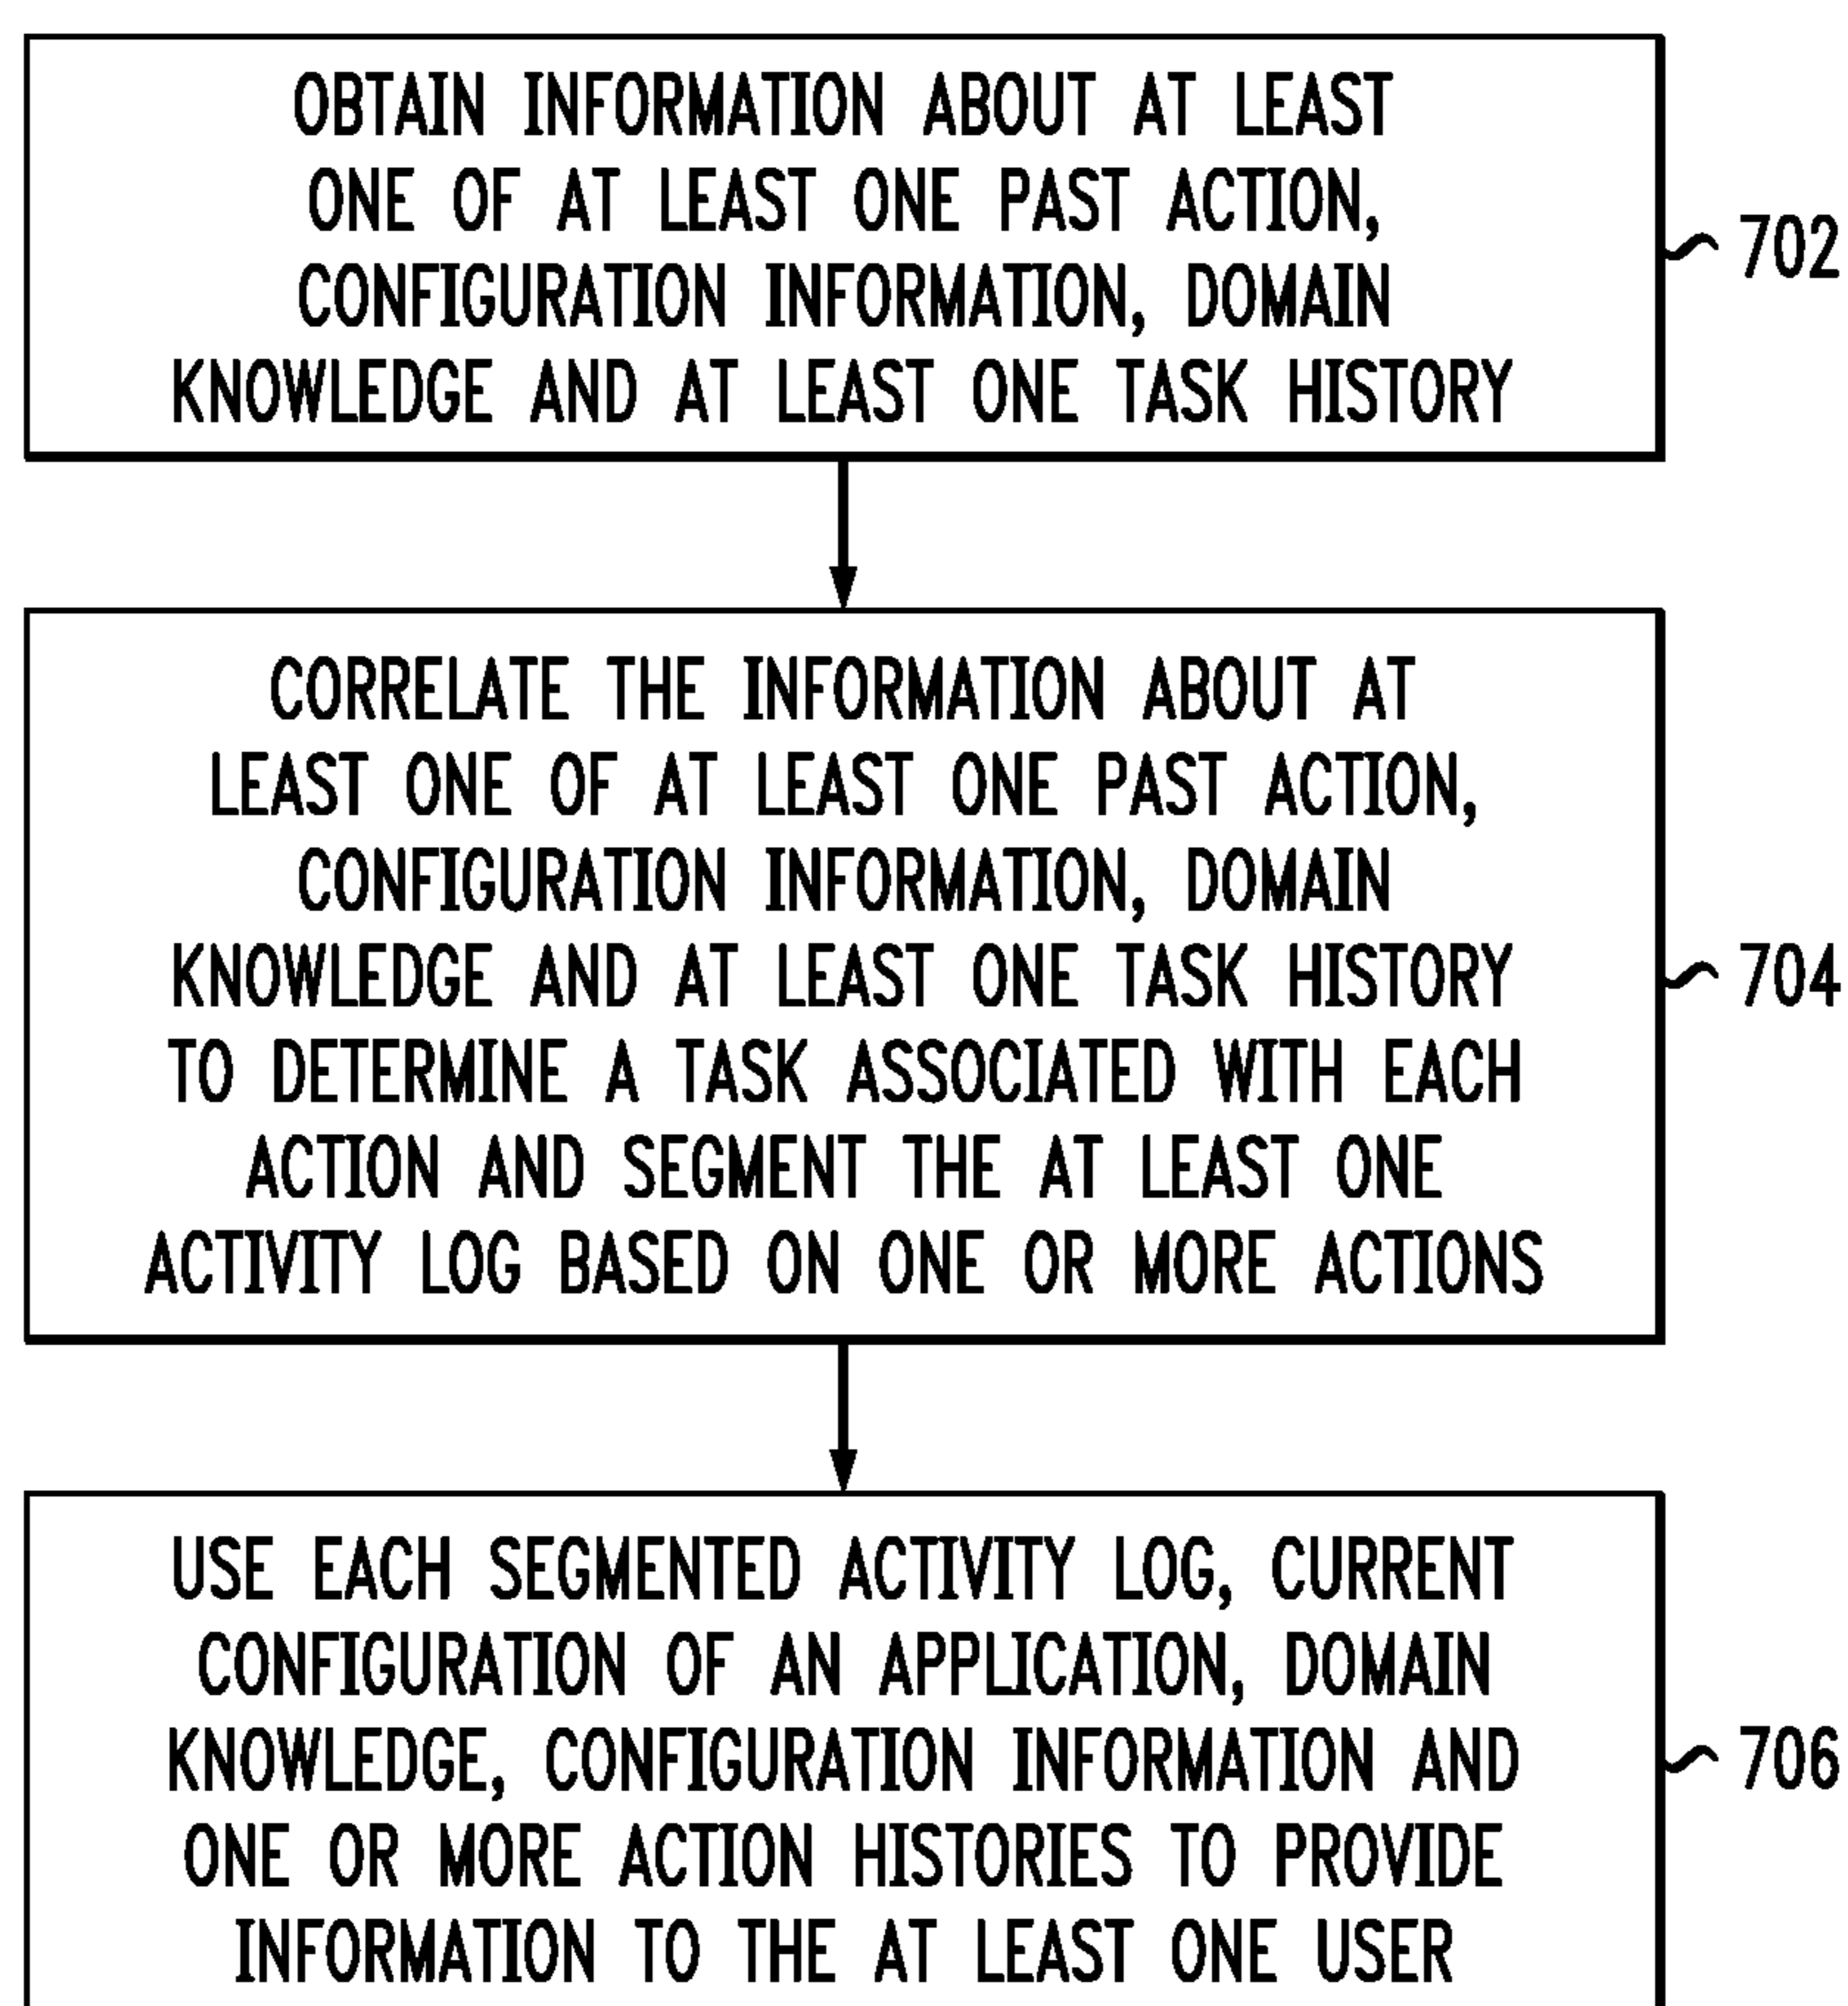 OBTAIN INFORMATION ABOUT AT LEAST
ONE OF AT LEAST ONE PAST ACTION,
CONFIGURATION INFORMATION, DOMAIN
KNOWLEDGE AND AT LEAST ONE TASK HISTORY
702
CORRELATE THE INFORMATION ABOUT AT
LEAST ONE OF AT LEAST ONE PAST ACTION,
CONFIGURATION INFORMATION, DOMAIN
KNOWLEDGE AND AT LEAST ONE TASK HISTORY
TO DETERMINE A TASK ASSOCIATED WITH EACH
ACTION AND SEGMENT THE AT LEAST ONE
ACTIVITY LOG BASED ON ONE OR MORE ACTIONS
704
USE EACH SEGMENTED ACTIVITY LOG, CURRENT
CONFIGURATION OF AN APPLICATION, DOMAIN
KNOWLEDGE, CONFIGURATION INFORMATION AND
ONE OR MORE ACTION HISTORIES TO PROVIDE
INFORMATION TO THE AT LEAST ONE USER
706